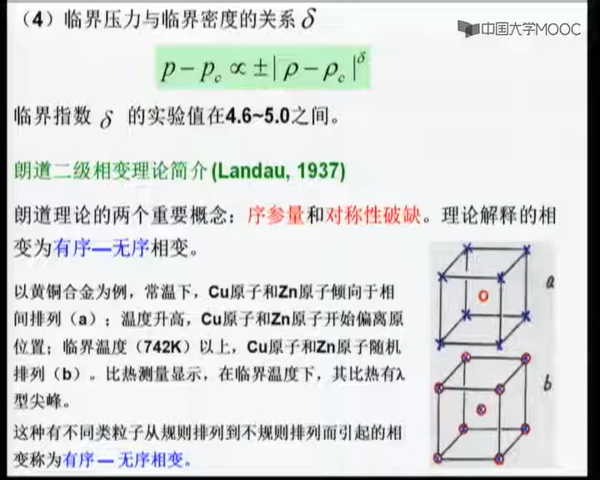 （4）临界压力与临界密度的关系 δ
中国大学MOOC
p − p_c ∝ ±| ρ − ρ_c |^δ
临界指数 δ 的实验值在4.6~5.0之间。
朗道二级相变理论简介(Landau, 1937)
朗道理论的两个重要概念：序参量和对称性破缺。理论解释的相
变为有序—无序相变。
以黄铜合金为例，常温下，Cu原子和Zn原子倾向于相
间排列（a）；温度升高，Cu原子和Zn原子开始偏离原
位置；临界温度（742K）以上，Cu原子和Zn原子随机
排列（b）。比热测量显示，在临界温度下，其比热有λ
型尖峰。
这种有不同类粒子从规则排列到不规则排列而引起的相
变称为有序— 无序相变。
a
b